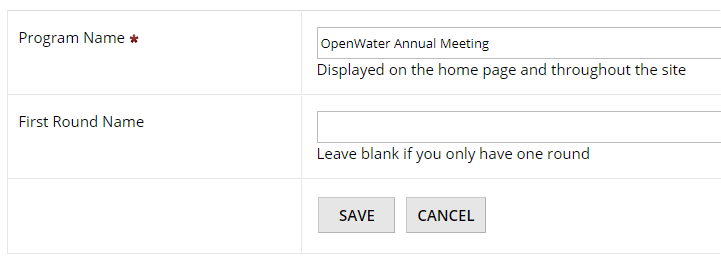 Program Name *
OpenWater Annual Meeting
Displayed on the home page and throughout the site
First Round Name
Leave blank if you only have one round
SAVE CANCEL